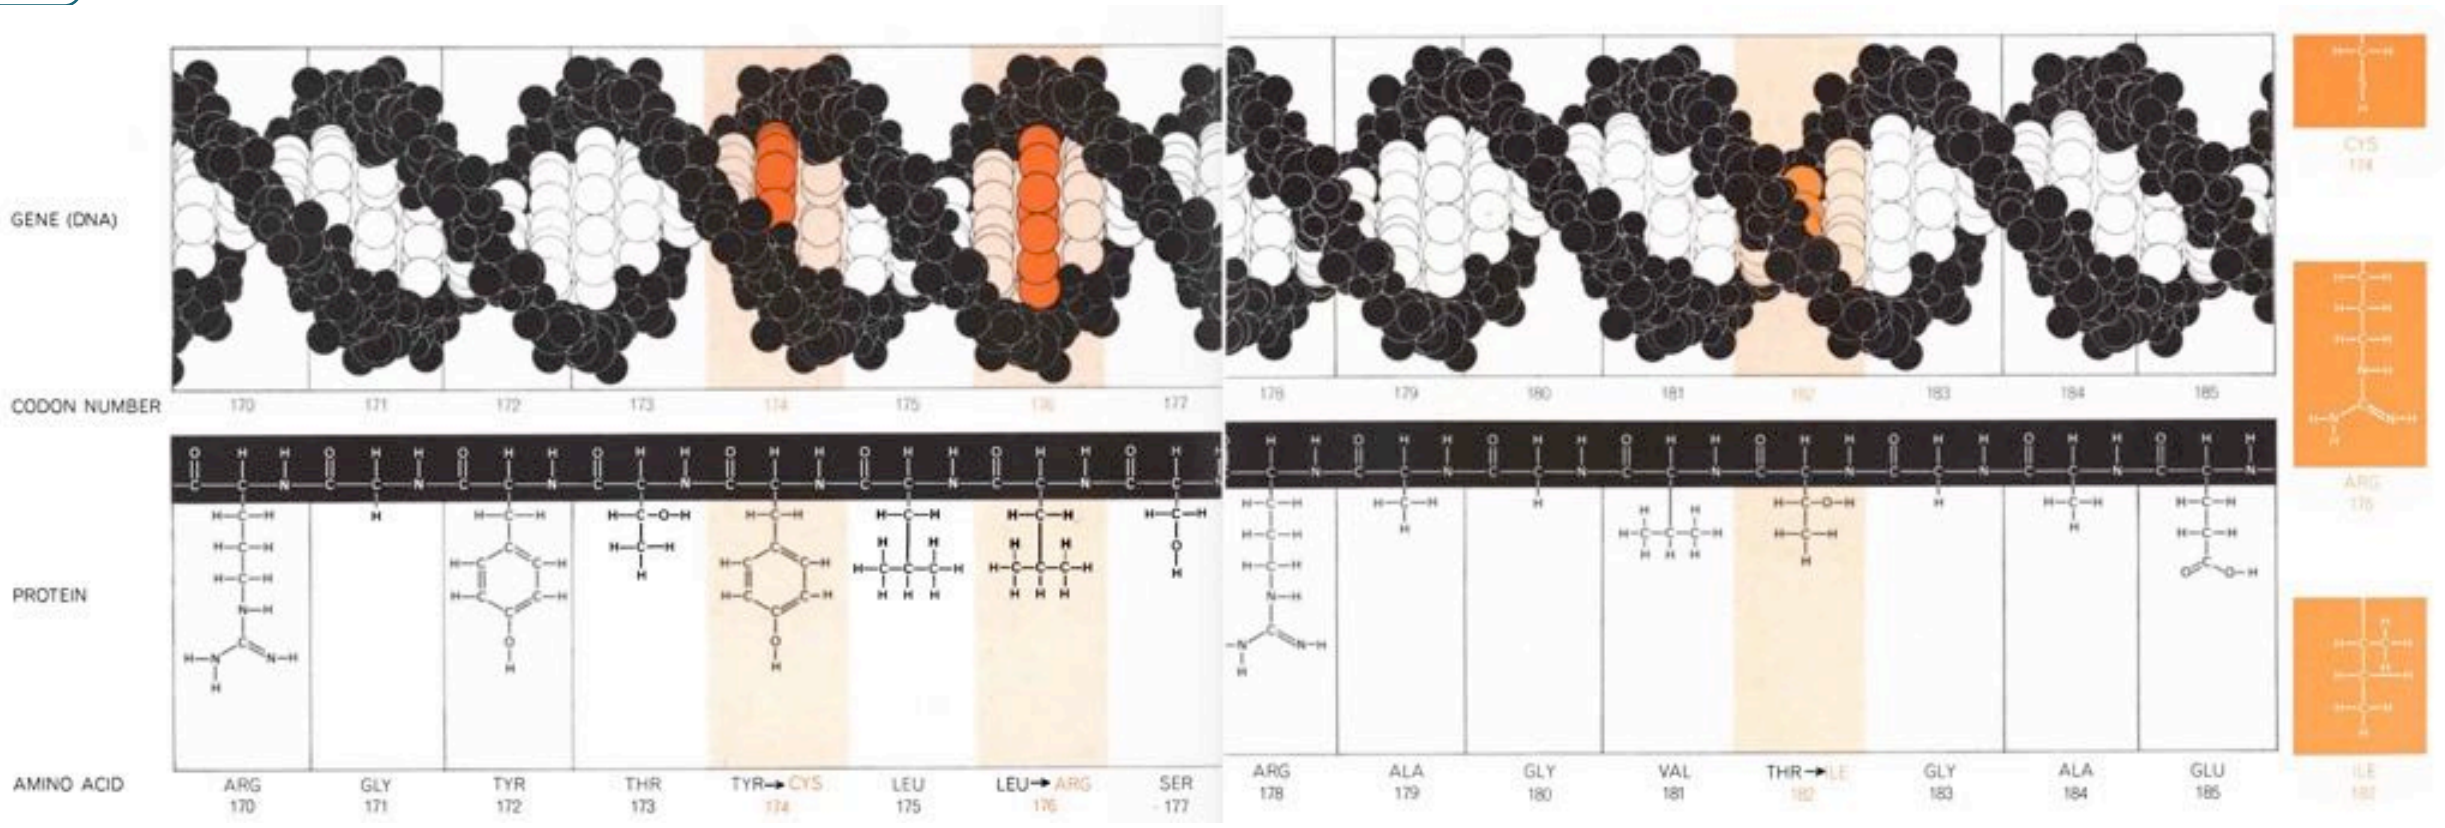 GENE (DNA)
CODON NUMBER 170 171 172 173 174 175 176 177 178 179 180 181 182 183 184 185
PROTEIN
AMINO ACID ARG GLY TYR THR TYR→CYS LEU LEU→ARG SER ARG ALA GLY VAL THR→ILE GLY ALA GLU
170 171 172 173 174 175 176 - 177 178 179 180 181 182 183 184 185
CYS
174
ARG
176
ILE
182